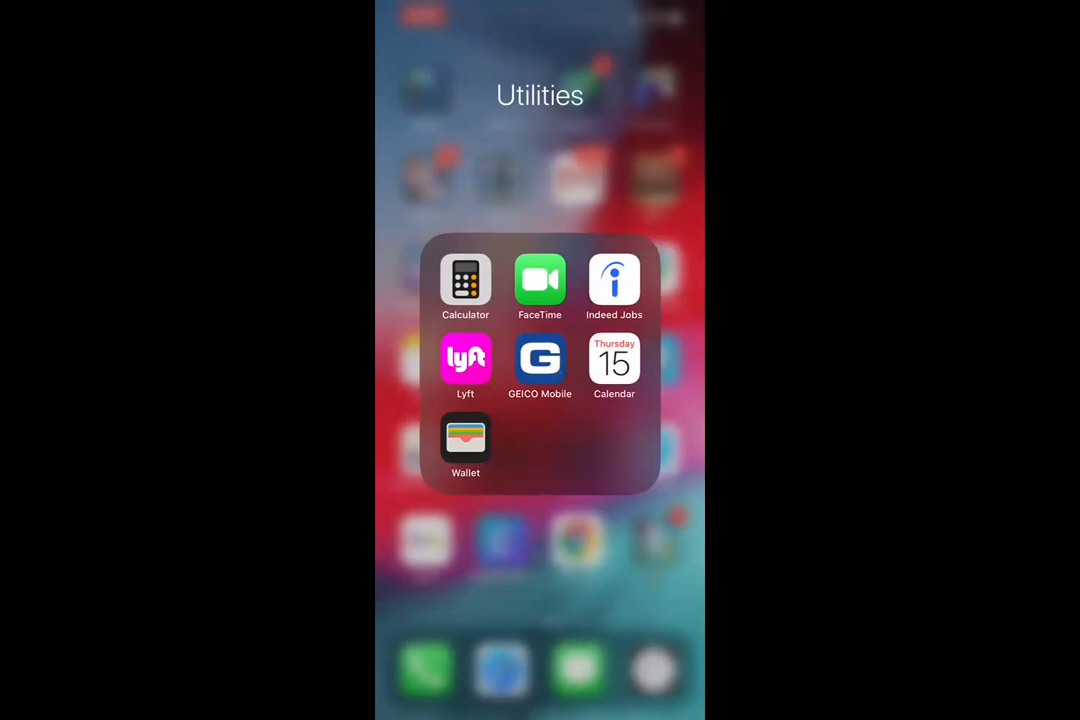 Utilities
Calculator
FaceTime
Indeed Jobs
lyft
Lyft
G
GEICO Mobile
Thursday
15
Calendar
Wallet